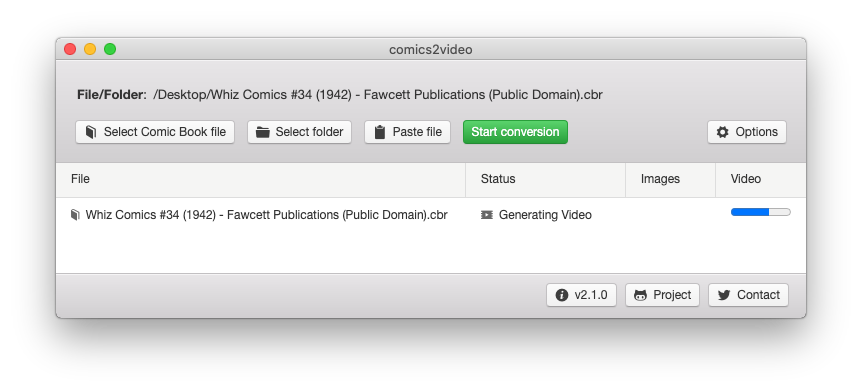 comics2video
File/Folder: /Desktop/Whiz Comics #34 (1942) - Fawcett Publications (Public Domain).cbr
Select Comic Book file Select folder Paste file Start conversion Options
File Status Images Video
Whiz Comics #34 (1942) - Fawcett Publications (Public Domain).cbr Generating Video
v2.1.0 Project Contact